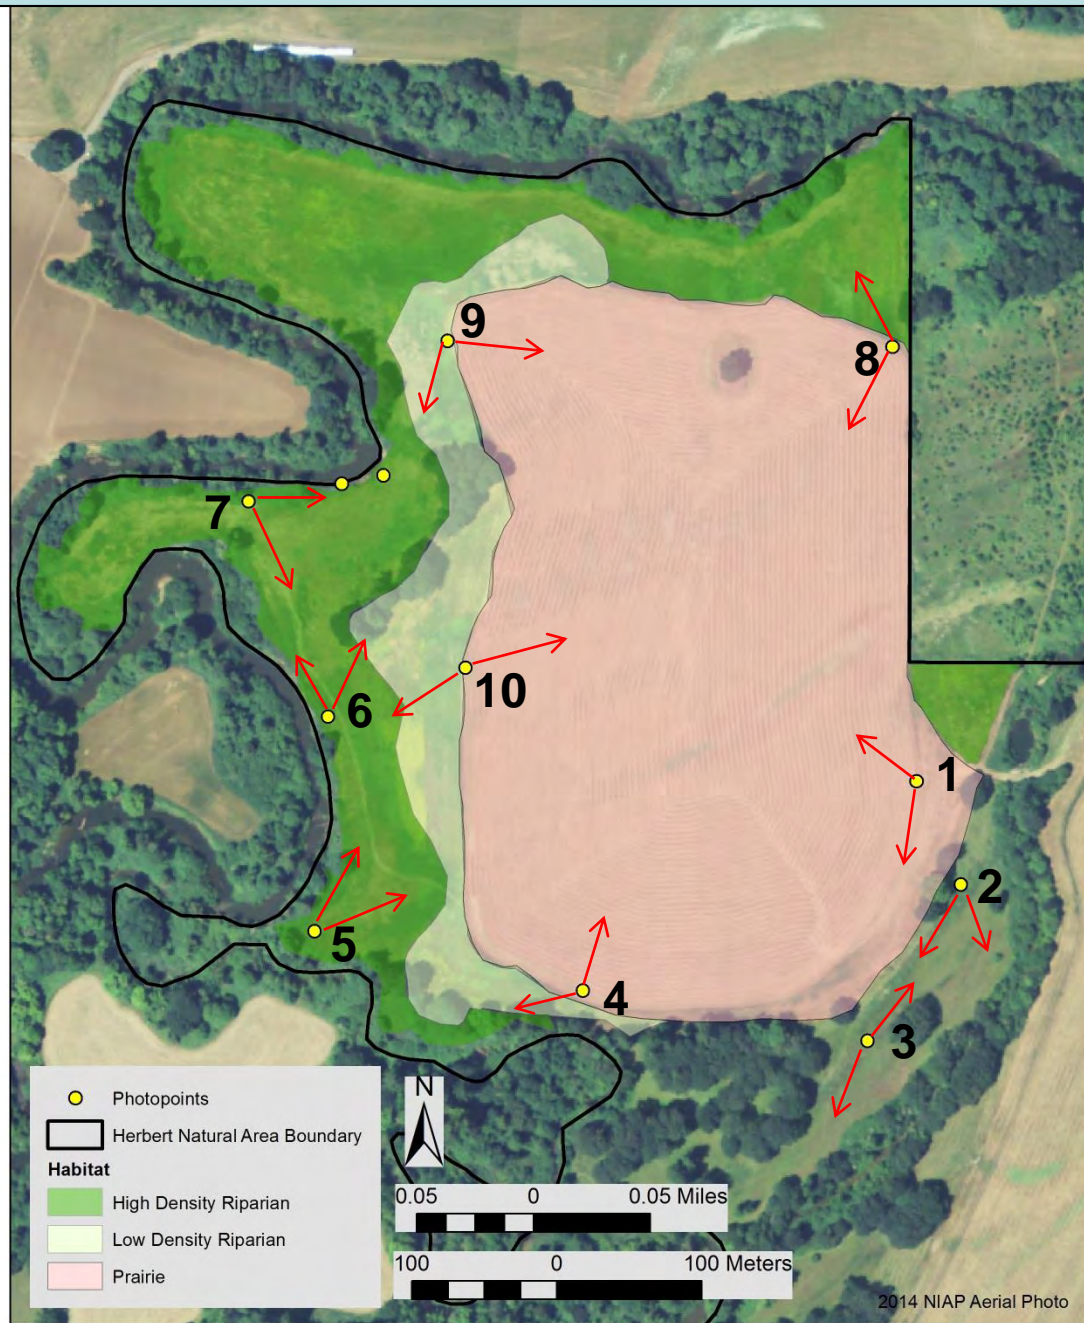 9
8
7
6
10
1
2
5
4
3
N
Photopoints
Herbert Natural Area Boundary
Habitat
High Density Riparian
Low Density Riparian
Prairie
0.05 0 0.05 Miles
100 0 100 Meters
2014 NIAP Aerial Photo